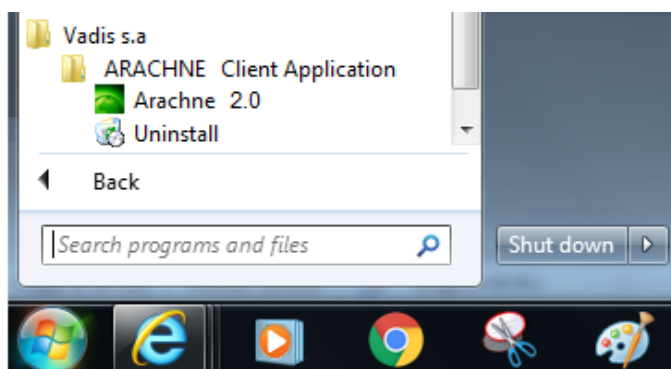 Vadis s.a
ARACHNE Client Application
Arachne 2.0
Uninstall
Back
Search programs and files
Shut down